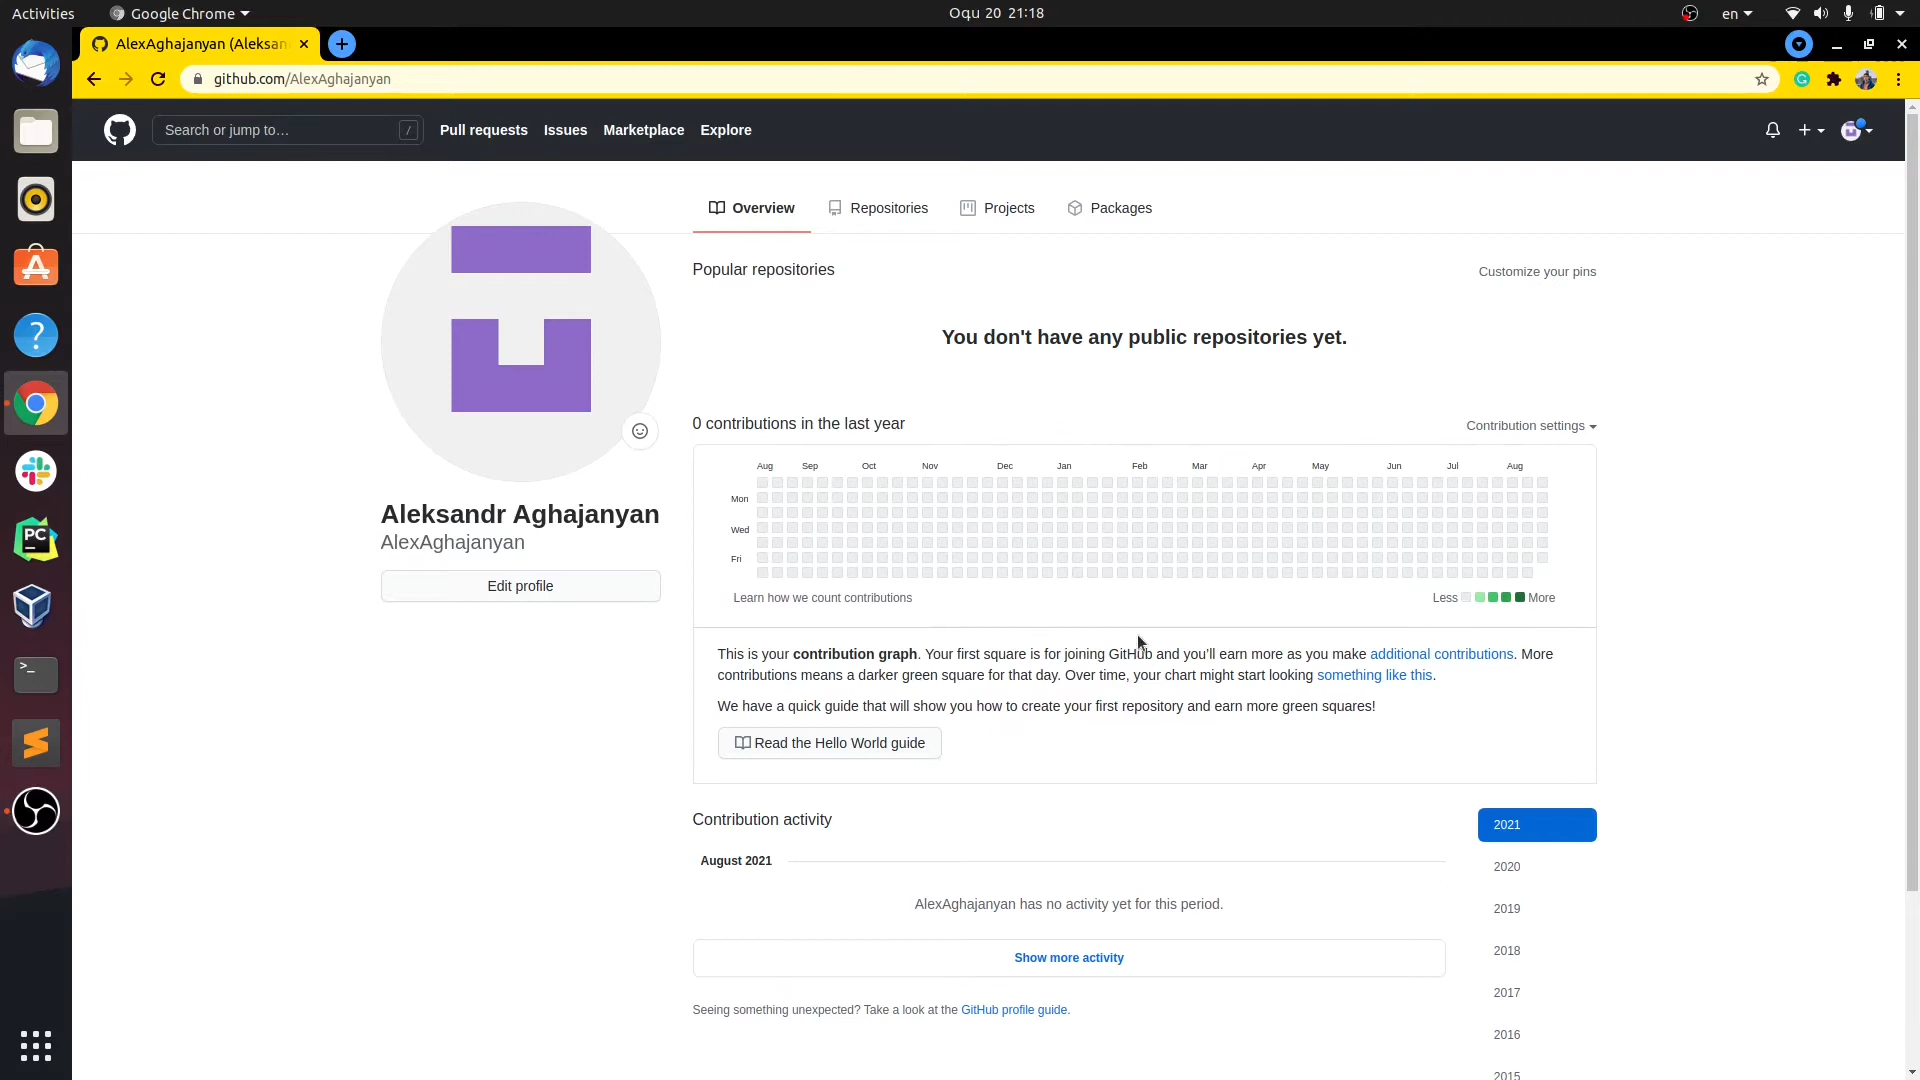 Activities
Google Chrome
Օգս 20 21:18
en
AlexAghajanyan (Aleksan
github.com/AlexAghajanyan
Search or jump to… /
Pull requests Issues Marketplace Explore
Overview Repositories Projects Packages
Popular repositories
Customize your pins
You don't have any public repositories yet.
0 contributions in the last year
Contribution settings
Aug Sep Oct Nov Dec Jan Feb Mar Apr May Jun Jul Aug
Mon
Wed
Fri
Learn how we count contributions
Less More
Aleksandr Aghajanyan
AlexAghajanyan
Edit profile
This is your contribution graph. Your first square is for joining GitHub and you’ll earn more as you make additional contributions. More
contributions means a darker green square for that day. Over time, your chart might start looking something like this.
We have a quick guide that will show you how to create your first repository and earn more green squares!
Read the Hello World guide
Contribution activity
August 2021
AlexAghajanyan has no activity yet for this period.
Show more activity
Seeing something unexpected? Take a look at the GitHub profile guide.
2021
2020
2019
2018
2017
2016
2015
PC
>_